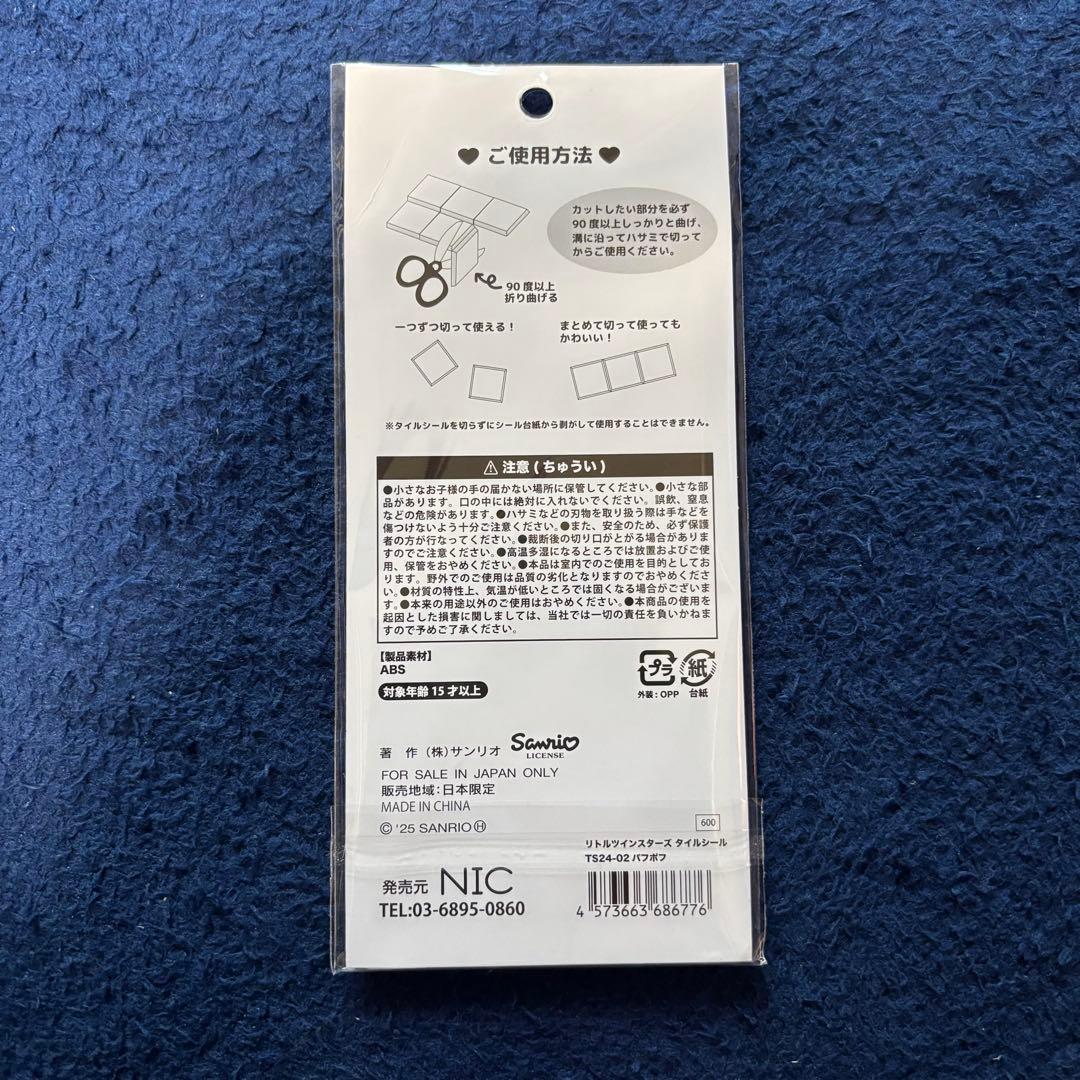 ♥ ご使用方法 ♥
カットしたい部分を必ず
90度以上しっかりと曲げ、
溝に沿ってハサミで切って
からご使用ください。
90度以上
折り曲げる
一つずつ切って使える！
まとめて切って使っても
かわいい！
※タイルシールを切らずにシール台紙から剥がして使用することはできません。
⚠ 注意(ちゅうい)
●小さなお子様の手の届かない場所に保管してください。●小さな部
品があります。口の中には絶対に入れないでください。誤飲、窒息
などの危険があります。●ハサミなどの刃物を取り扱う際は手などを
傷つけないよう十分ご注意ください。●また、安全のため、必ず保護
者の方が行なってください。●裁断後の切り口がとがる場合がありま
すのでご注意ください。●高温多湿になるところでは放置およびご使
用、保管をおやめください。●本品は室内でのご使用を目的としてお
ります。野外でのご使用は品質の劣化となりますのでおやめくださ
い。●材質の特性上、気温が低いところでは固くなる場合がございま
す。●本来の用途以外のご使用はおやめください。●本商品の使用を
起因とした損害に関しましては、当社では一切の責任を負いかねま
すので予めご了承ください。
【製品素材】
ABS
対象年齢15才以上
プラ 紙
外装：OPP 台紙
著 作 (株)サンリオ Sanrio
LICENSE
FOR SALE IN JAPAN ONLY
販売地域：日本限定
MADE IN CHINA
© '25 SANRIO Ⓗ
600
リトルツインスターズ タイルシール
TS24-02 パフポフ
発売元 NIC
TEL:03-6895-0860
4 573663 686776